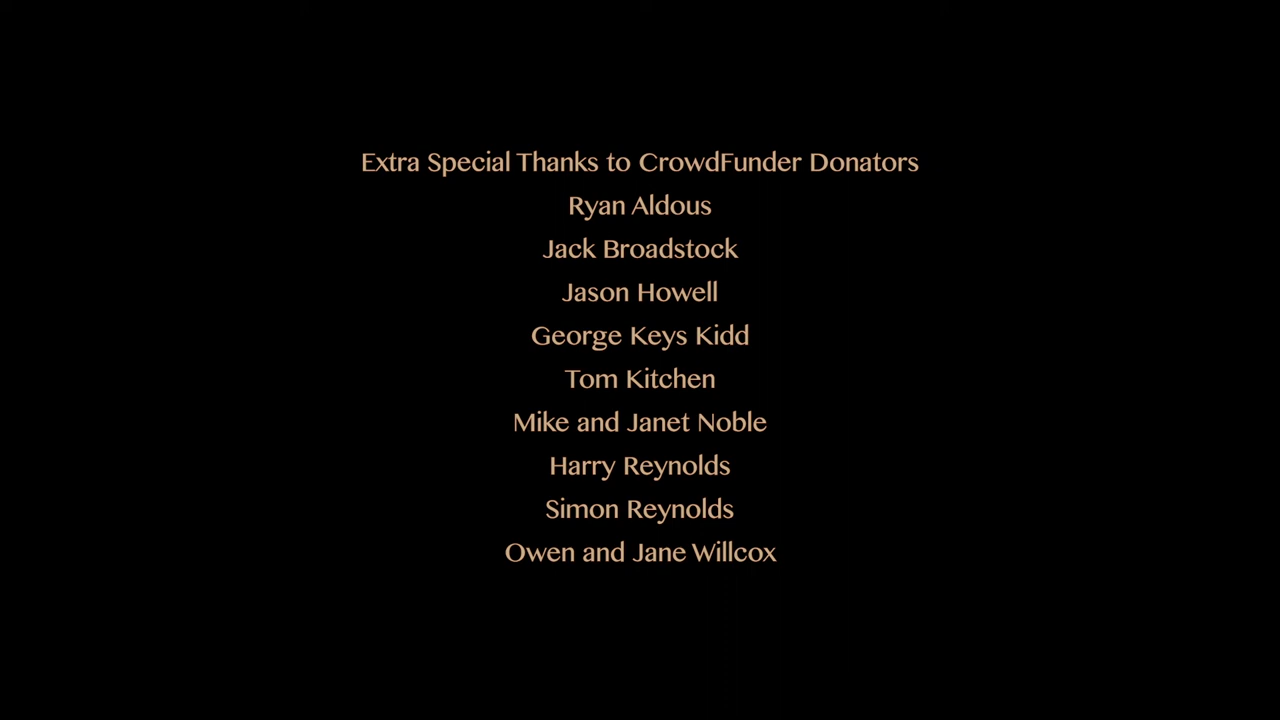 Extra Special Thanks to CrowdFunder Donators
Ryan Aldous
Jack Broadstock
Jason Howell
George Keys Kidd
Tom Kitchen
Mike and Janet Noble
Harry Reynolds
Simon Reynolds
Owen and Jane Willcox